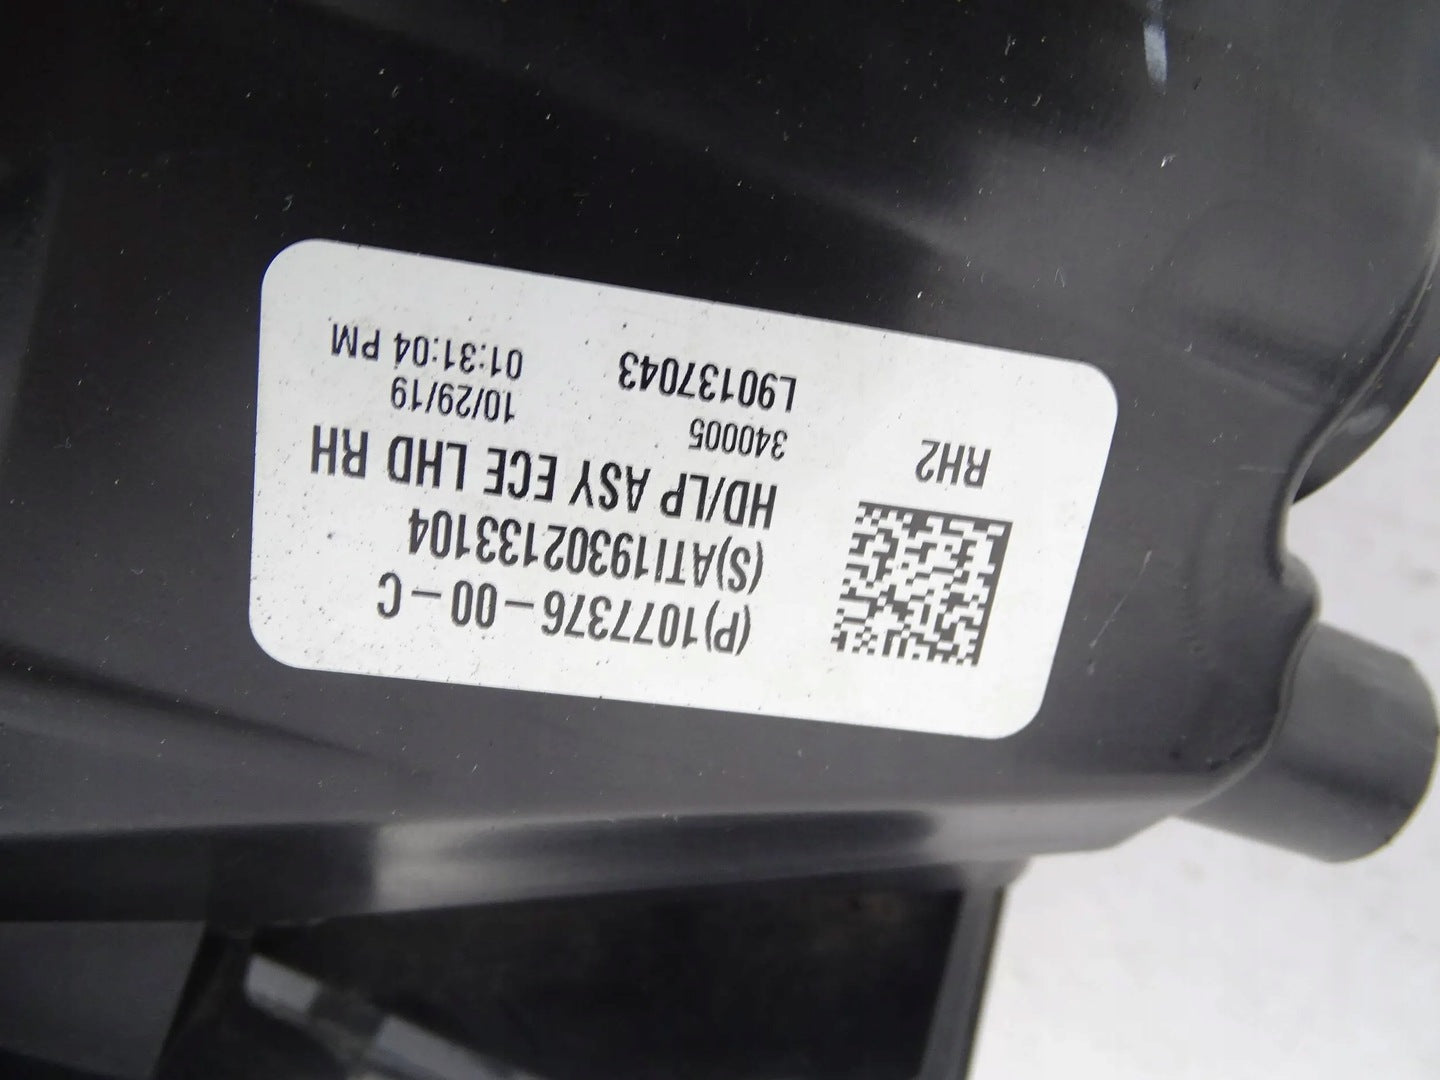 (P)1077376-00-C
(S)ATI19302133104
HD/LP ASY ECE LHD RH
340005 10/29/19
L90137043 01:31:04 PM
RH2